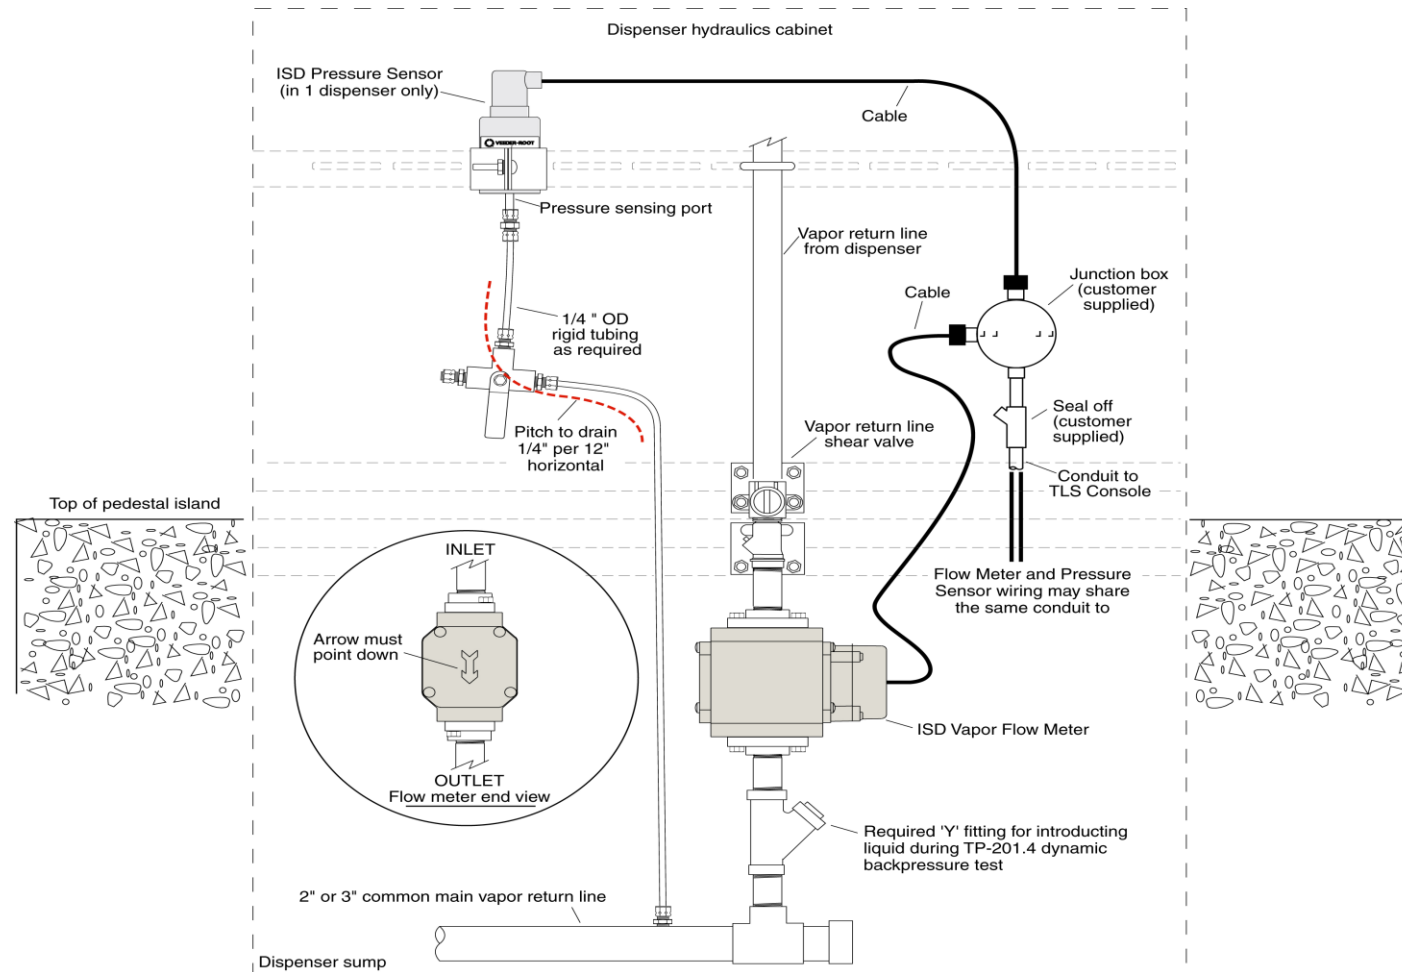 Dispenser hydraulics cabinet
ISD Pressure Sensor
(in 1 dispenser only)
Cable
VEEDER-ROOT
Pressure sensing port
Vapor return line
from dispenser
Junction box
(customer
supplied)
Cable
1/4 " OD
rigid tubing
as required
Seal off
(customer
supplied)
Vapor return line
shear valve
Pitch to drain
1/4" per 12"
horizontal
Conduit to
TLS Console
Top of pedestal island
INLET
Flow Meter and Pressure
Sensor wiring may share
the same conduit to
Arrow must
point down
ISD Vapor Flow Meter
OUTLET
Flow meter end view
Required 'Y' fitting for introducting
liquid during TP-201.4 dynamic
backpressure test
2" or 3" common main vapor return line
Dispenser sump